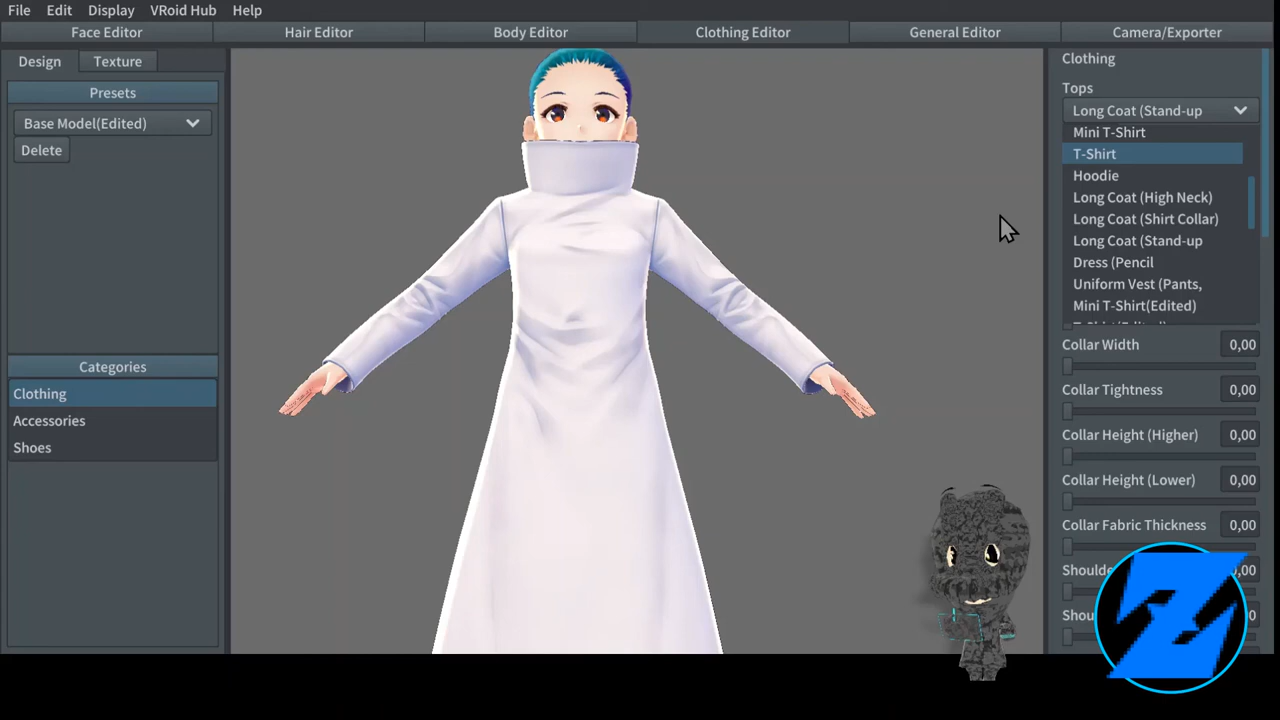 File Edit Display VRoid Hub Help
Face Editor Hair Editor Body Editor Clothing Editor General Editor Camera/Exporter
Design Texture
Presets
Base Model(Edited)
Delete
Categories
Clothing
Accessories
Shoes
Clothing
Tops
Long Coat (Stand-up
Mini T-Shirt
T-Shirt
Hoodie
Long Coat (High Neck)
Long Coat (Shirt Collar)
Long Coat (Stand-up
Dress (Pencil
Uniform Vest (Pants,
Mini T-Shirt(Edited)
Collar Width 0,00
Collar Tightness 0,00
Collar Height (Higher) 0,00
Collar Height (Lower) 0,00
Collar Fabric Thickness 0,00